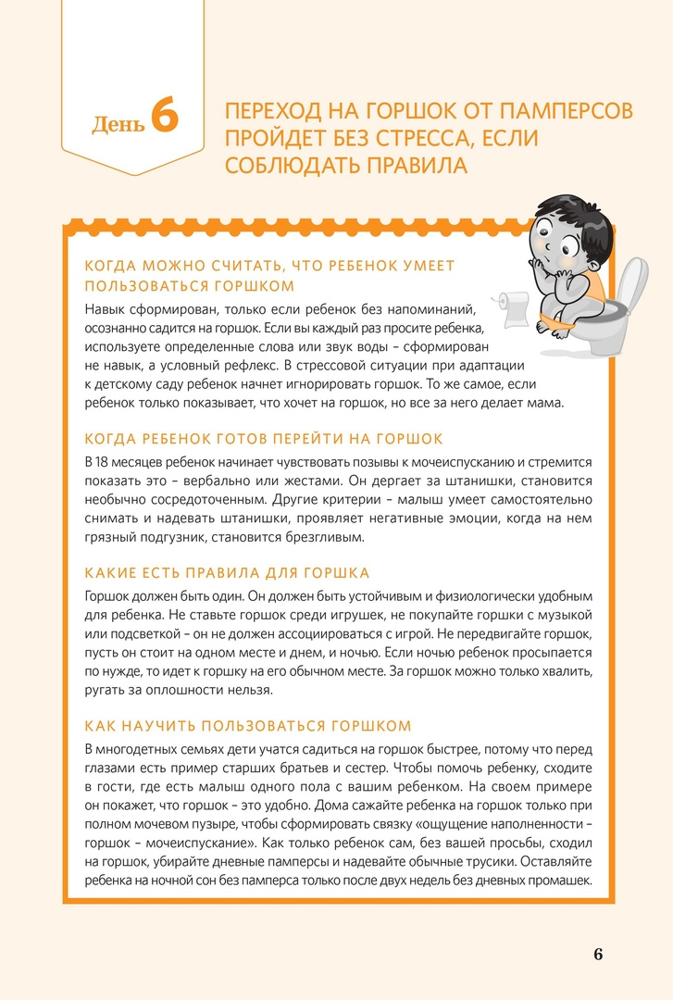 День 6
ПЕРЕХОД НА ГОРШОК ОТ ПАМПЕРСОВ
ПРОЙДЕТ БЕЗ СТРЕССА, ЕСЛИ
СОБЛЮДАТЬ ПРАВИЛА
КОГДА МОЖНО СЧИТАТЬ, ЧТО РЕБЕНОК УМЕЕТ
ПОЛЬЗОВАТЬСЯ ГОРШКОМ
Навык сформирован, только если ребенок без напоминаний,
осознанно садится на горшок. Если вы каждый раз просите ребенка,
используете определенные слова или звук воды – сформирован
не навык, а условный рефлекс. В стрессовой ситуации при адаптации
к детскому саду ребенок начнет игнорировать горшок. То же самое, если
ребенок только показывает, что хочет на горшок, но все за него делает мама.
КОГДА РЕБЕНОК ГОТОВ ПЕРЕЙТИ НА ГОРШОК
В 18 месяцев ребенок начинает чувствовать позывы к мочеиспусканию и стремится
показать это – вербально или жестами. Он дергает за штанишки, становится
необычно сосредоточенным. Другие критерии – малыш умеет самостоятельно
снимать и надевать штанишки, проявляет негативные эмоции, когда на нем
грязный подгузник, становится брезгливым.
КАКИЕ ЕСТЬ ПРАВИЛА ДЛЯ ГОРШКА
Горшок должен быть один. Он должен быть устойчивым и физиологически удобным
для ребенка. Не ставьте горшок среди игрушек, не покупайте горшки с музыкой
или подсветкой – он не должен ассоциироваться с игрой. Не передвигайте горшок,
пусть он стоит на одном месте и днем, и ночью. Если ночью ребенок просыпается
по нужде, то идет к горшку на его обычном месте. За горшок можно только хвалить,
ругать за оплошности нельзя.
КАК НАУЧИТЬ ПОЛЬЗОВАТЬСЯ ГОРШКОМ
В многодетных семьях дети учатся садиться на горшок быстрее, потому что перед
глазами есть пример старших братьев и сестер. Чтобы помочь ребенку, сходите
в гости, где есть малыш одного пола с вашим ребенком. На своем примере
он покажет, что горшок – это удобно. Дома сажайте ребенка на горшок только при
полном мочевом пузыре, чтобы сформировать связку «ощущение наполненности –
горшок – мочеиспускание». Как только ребенок сам, без вашей просьбы, сходил
на горшок, убирайте дневные памперсы и надевайте обычные трусики. Оставляйте
ребенка на ночной сон без памперса только после двух недель без дневных промашек.
6